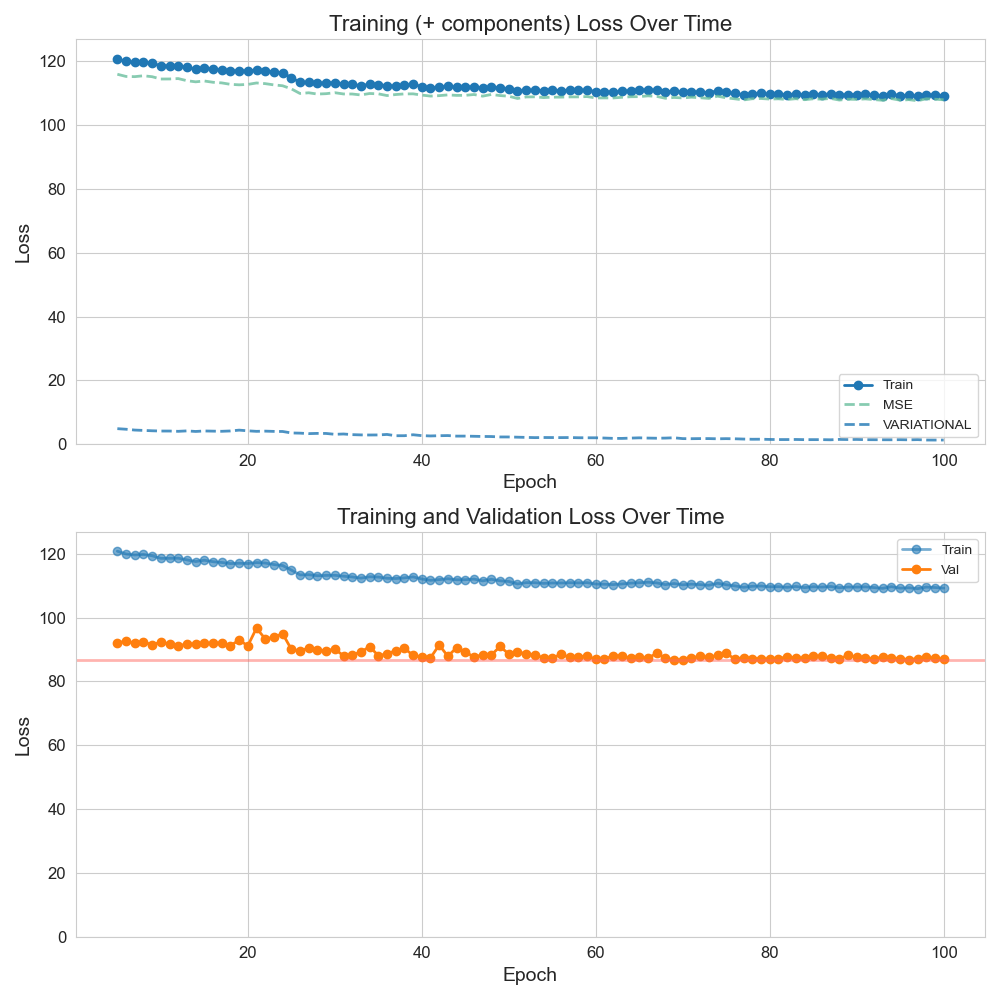 Training (+ components) Loss Over Time
120
100
80
60
40
20
0
Loss
Train
MSE
VARIATIONAL
20 40 60 80 100
Epoch
Training and Validation Loss Over Time
120
100
80
60
40
20
0
Loss
Train
Val
20 40 60 80 100
Epoch